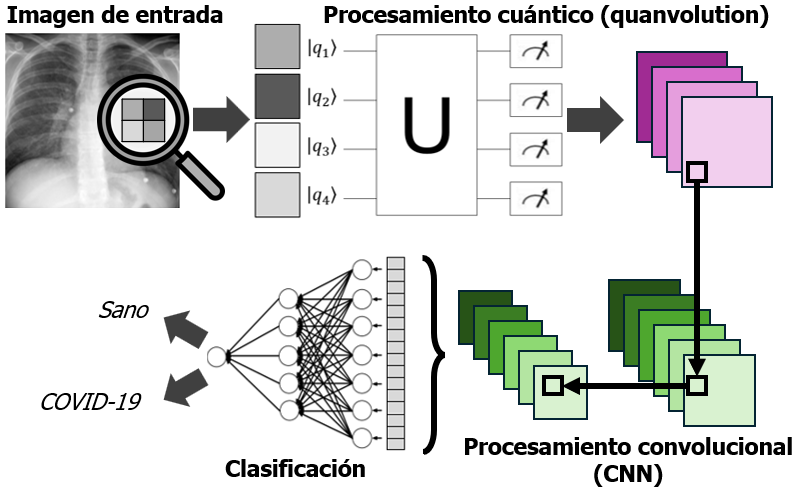 Imagen de entrada
Procesamiento cuántico (quanvolution)
|q₁⟩
|q₂⟩
|q₃⟩
|q₄⟩
U
Sano
COVID-19
Clasificación
Procesamiento convolucional
(CNN)